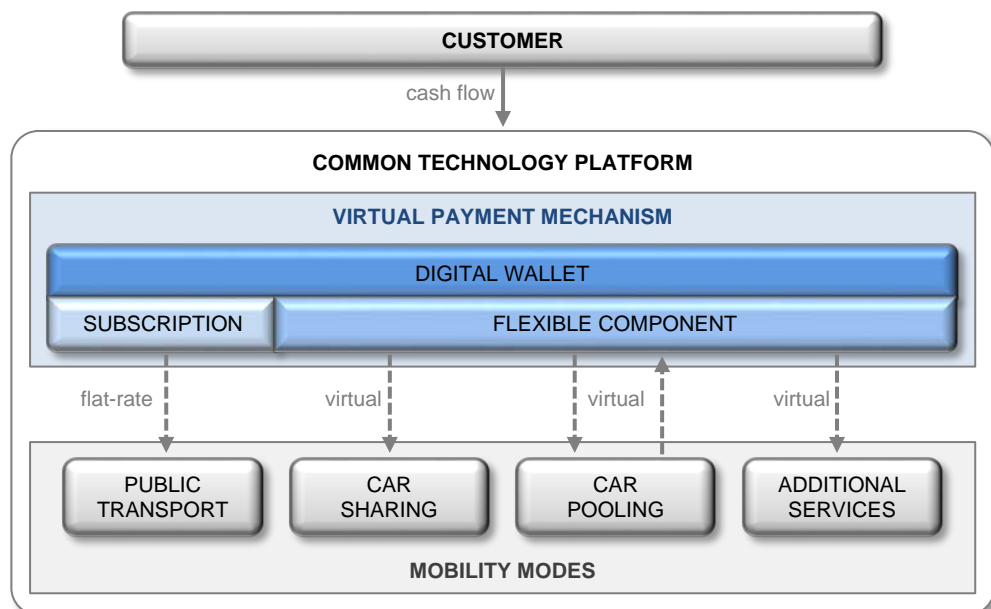 CUSTOMER
cash flow
COMMON TECHNOLOGY PLATFORM
VIRTUAL PAYMENT MECHANISM
DIGITAL WALLET
SUBSCRIPTION
FLEXIBLE COMPONENT
flat-rate
virtual
virtual
virtual
PUBLIC
TRANSPORT
CAR
SHARING
CAR
POOLING
ADDITIONAL
SERVICES
MOBILITY MODES